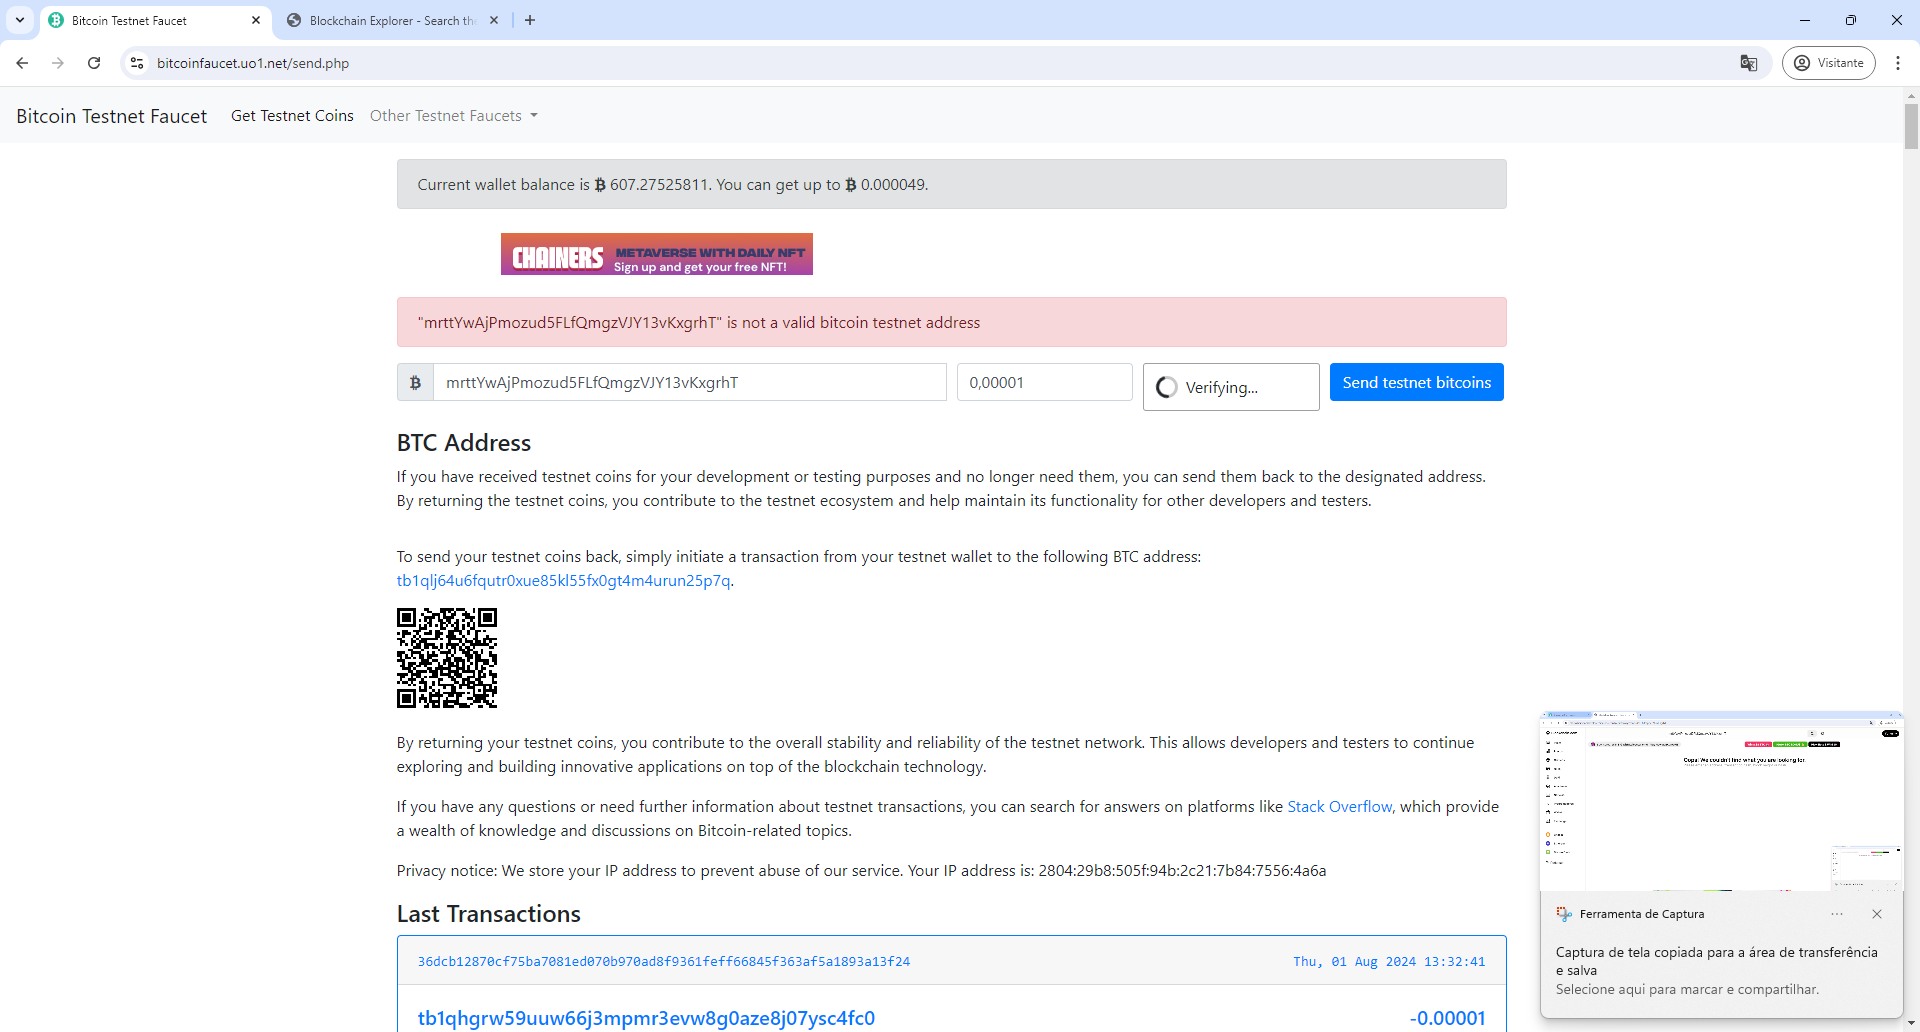 Bitcoin Testnet Faucet
Blockchain Explorer - Search the
bitcoinfaucet.uo1.net/send.php
Visitante
Bitcoin Testnet Faucet
Get Testnet Coins
Other Testnet Faucets
Current wallet balance is ₿ 607.27525811. You can get up to ₿ 0.000049.
CHAINERS
METAVERSE WITH DAILY NFT
Sign up and get your free NFT!
"mrttYwAjPmozud5FLfQmgzVJY13vKxgrhT" is not a valid bitcoin testnet address
₿ mrttYwAjPmozud5FLfQmgzVJY13vKxgrhT
0,00001
Verifying...
Send testnet bitcoins
BTC Address
If you have received testnet coins for your development or testing purposes and no longer need them, you can send them back to the designated address.
By returning the testnet coins, you contribute to the testnet ecosystem and help maintain its functionality for other developers and testers.
To send your testnet coins back, simply initiate a transaction from your testnet wallet to the following BTC address:
tb1qlj64u6fqutr0xue85kl55fx0gt4m4urun25p7q.
By returning your testnet coins, you contribute to the overall stability and reliability of the testnet network. This allows developers and testers to continue
exploring and building innovative applications on top of the blockchain technology.
If you have any questions or need further information about testnet transactions, you can search for answers on platforms like Stack Overflow, which provide
a wealth of knowledge and discussions on Bitcoin-related topics.
Privacy notice: We store your IP address to prevent abuse of our service. Your IP address is: 2804:29b8:505f:94b:2c21:7b84:7556:4a6a
Last Transactions
36dcb12870cf75ba7081ed070b970ad8f9361feff66845f363af5a1893a13f24
Thu, 01 Aug 2024 13:32:41
tb1qhgrw59uuw66j3mpmr3evw8g0aze8j07ysc4fc0
-0.00001
Oops! We couldn't find what you are looking for.
Ferramenta de Captura
Captura de tela copiada para a área de transferência
e salva
Selecione aqui para marcar e compartilhar.